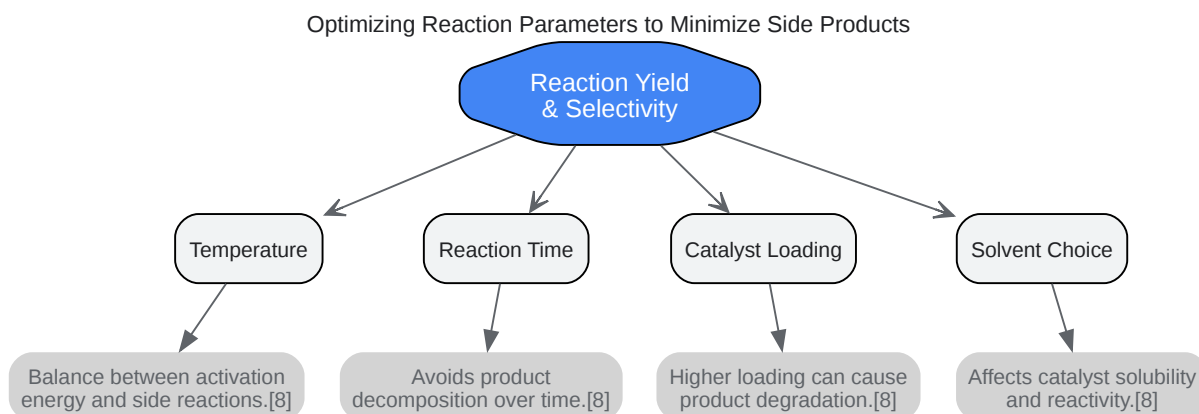 Optimizing Reaction Parameters to Minimize Side Products
Reaction Yield
& Selectivity
Temperature
Reaction Time
Catalyst Loading
Solvent Choice
Balance between activation
energy and side reactions.[8]
Avoids product
decomposition over time.[8]
Higher loading can cause
product degradation.[8]
Affects catalyst solubility
and reactivity.[8]